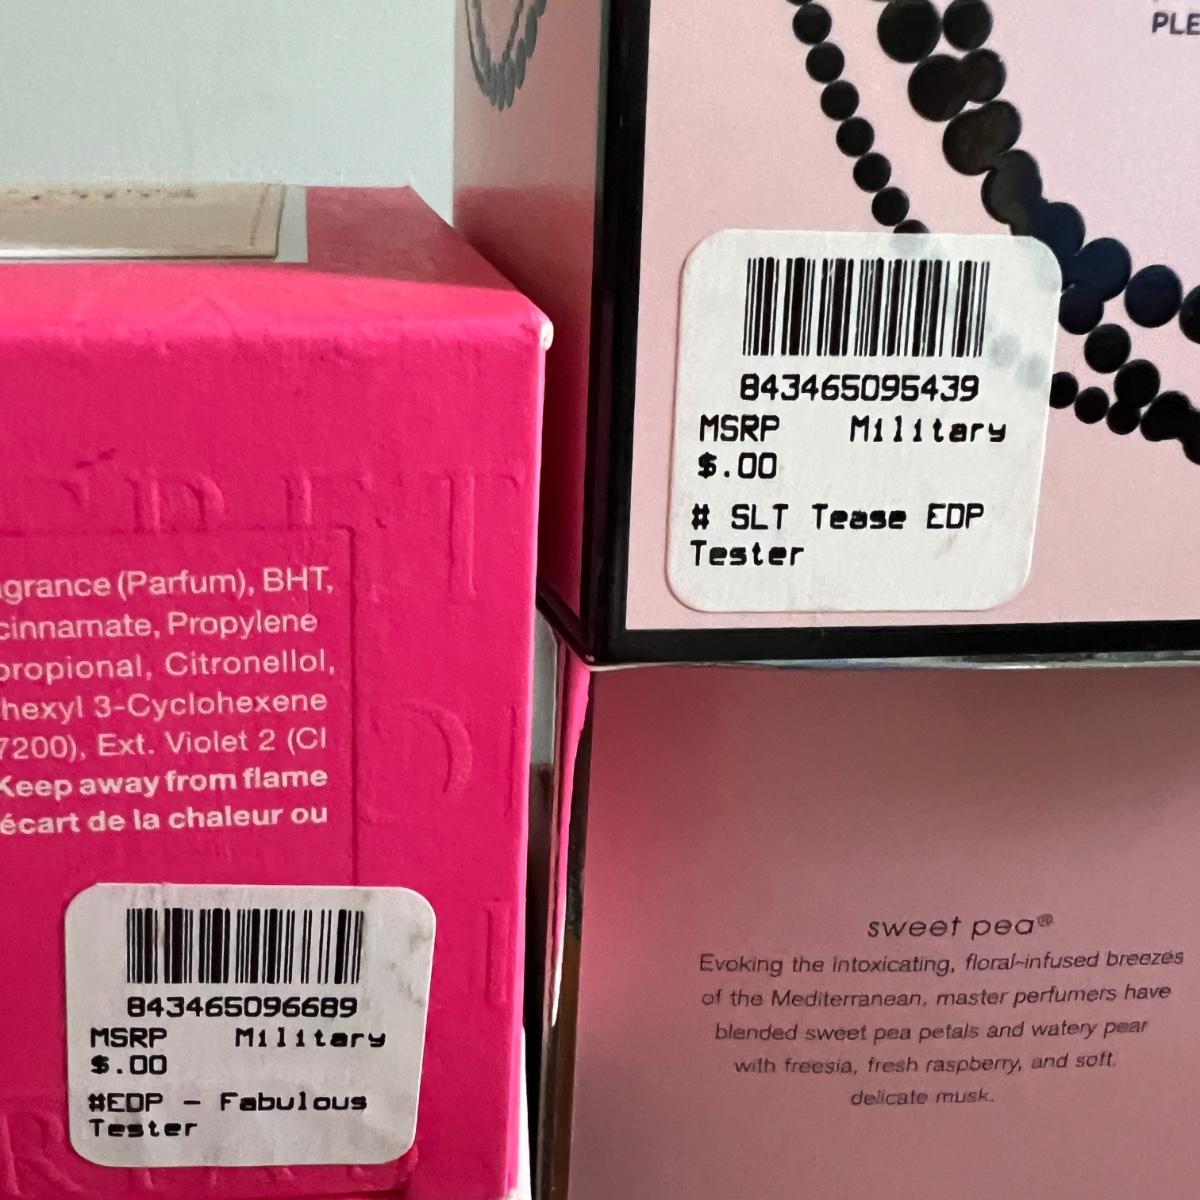 PLE
843465095439
MSRP Military
$.00
# SLT Tease EDP
Tester
grance (Parfum), BHT,
cinnamate, Propylene
propional, Citronellol,
hexyl 3-Cyclohexene
7200), Ext. Violet 2 (CI
Keep away from flame
écart de la chaleur ou
843465096689
MSRP Military
$.00
#EDP - Fabulous
Tester
sweet pea®
Evoking the intoxicating, floral-infused breezes
of the Mediterranean, master perfumers have
blended sweet pea petals and watery pear
with freesia, fresh raspberry, and soft,
delicate musk.